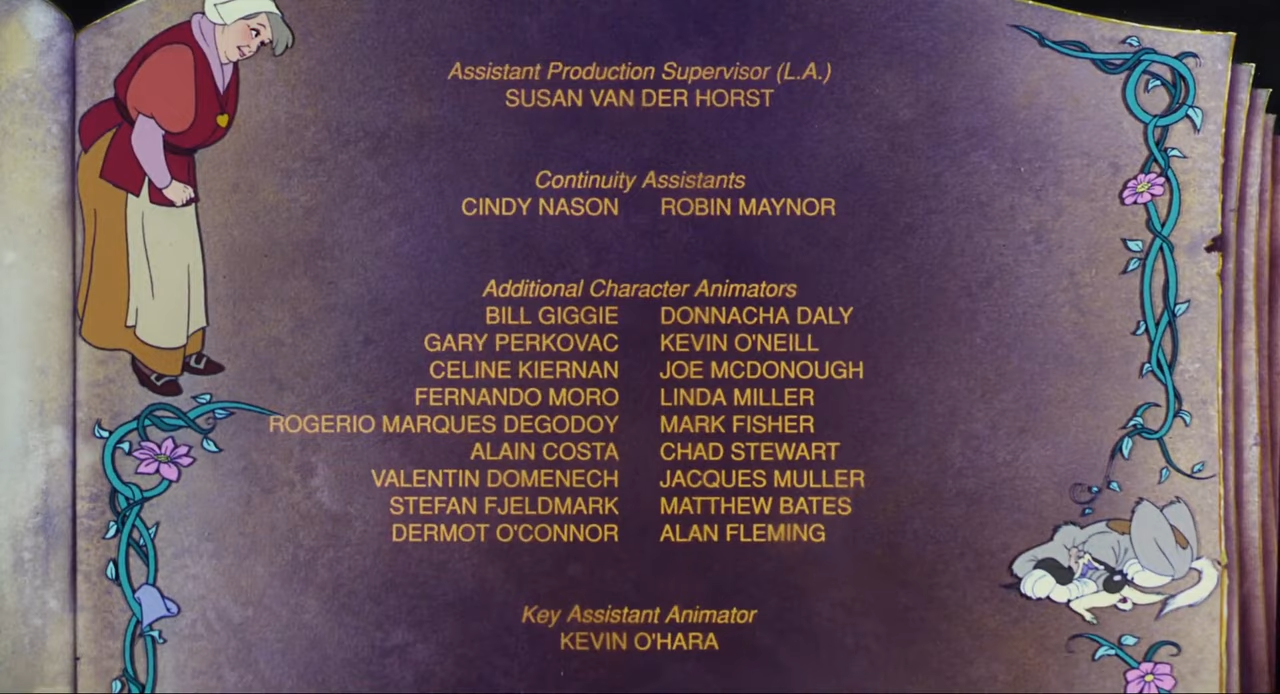 Assistant Production Supervisor (L.A.)
SUSAN VAN DER HORST
Continuity Assistants
CINDY NASON ROBIN MAYNOR
Additional Character Animators
BILL GIGGIE DONNACHA DALY
GARY PERKOVAC KEVIN O'NEILL
CELINE KIERNAN JOE MCDONOUGH
FERNANDO MORO LINDA MILLER
ROGERIO MARQUES DEGODOY MARK FISHER
ALAIN COSTA CHAD STEWART
VALENTIN DOMENECH JACQUES MULLER
STEFAN FJELDMARK MATTHEW BATES
DERMOT O'CONNOR ALAN FLEMING
Key Assistant Animator
KEVIN O'HARA